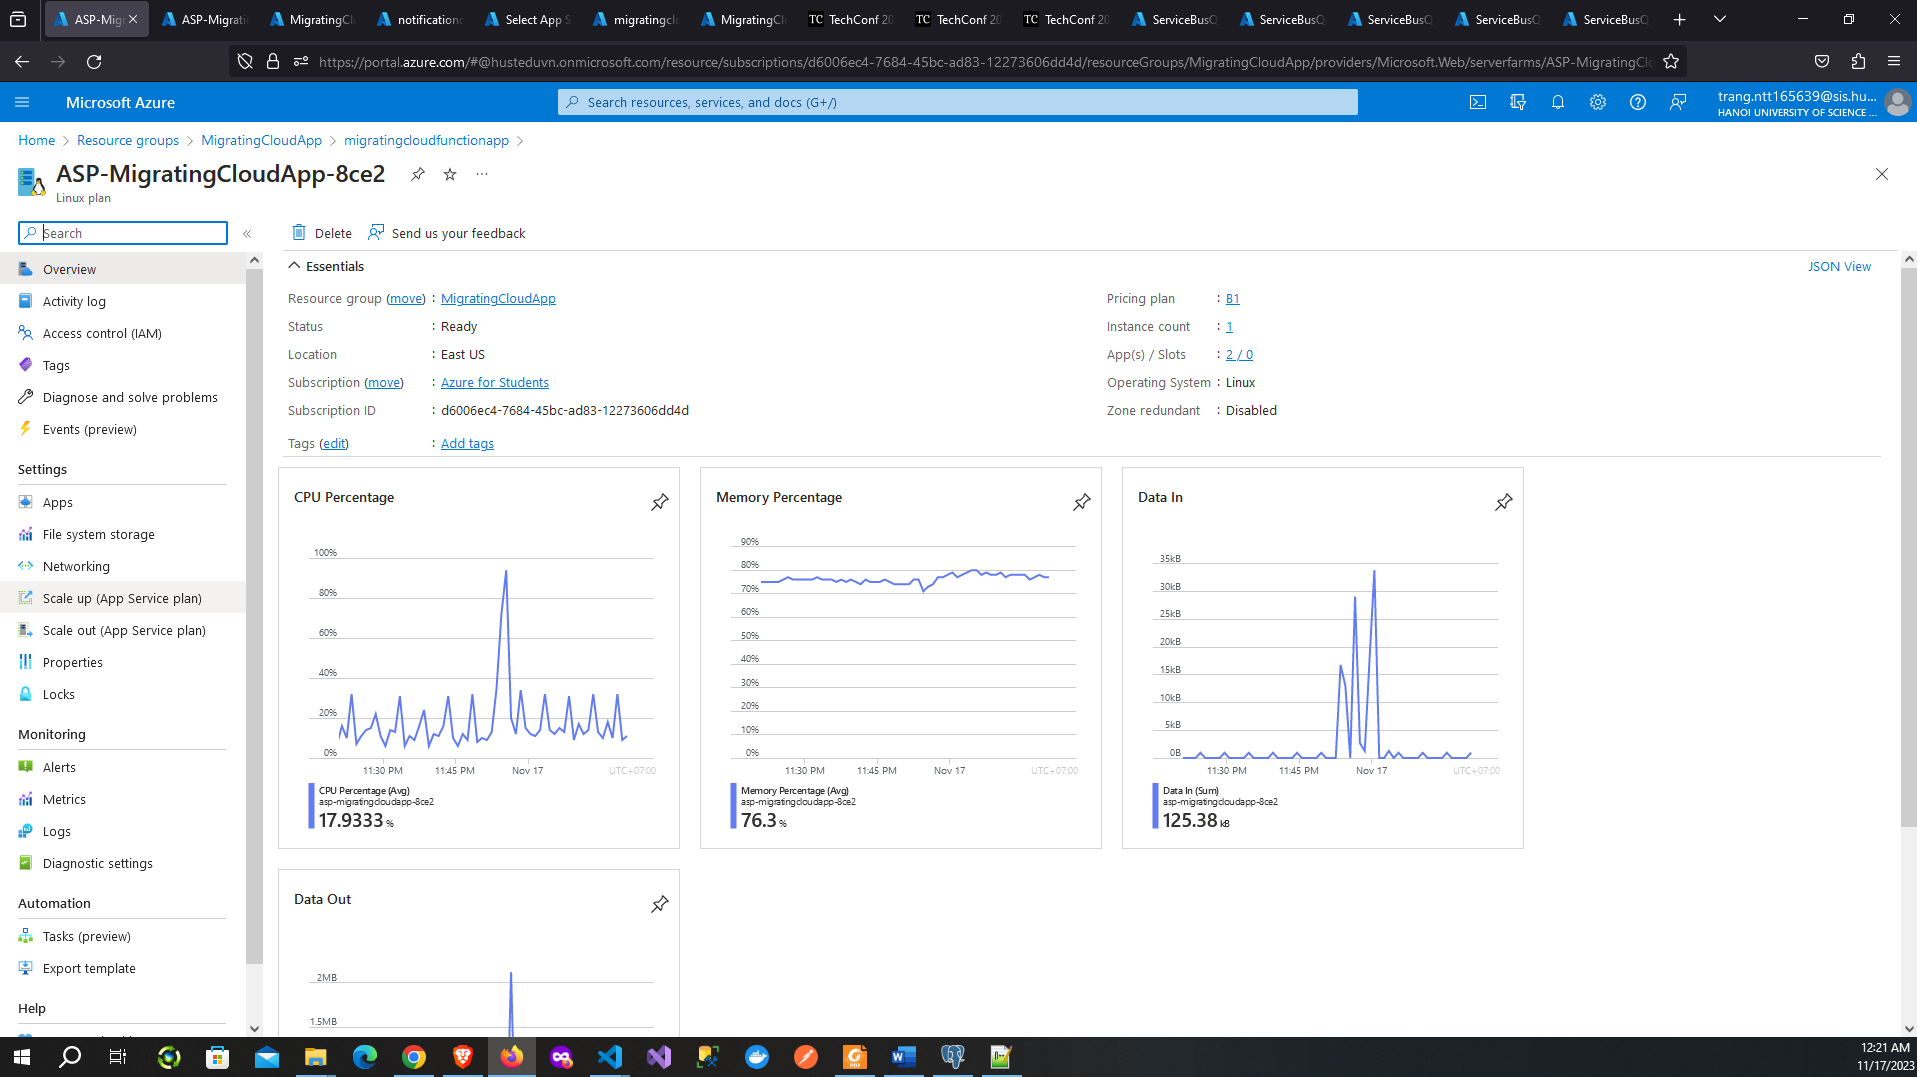 ASP-Migra
ASP-Migrati
MigratingCl
notification
Select App S
migratingcl
MigratingCl
TC TechConf 20
TC TechConf 20
TC TechConf 20
ServiceBusQ
ServiceBusQ
ServiceBusQ
ServiceBusQ
ServiceBusQ
https://portal.azure.com/#@husteduvn.onmicrosoft.com/resource/subscriptions/d6006ec4-7684-45bc-ad83-12273606dd4d/resourceGroups/MigratingCloudApp/providers/Microsoft.Web/serverfarms/ASP-MigratingClo
Microsoft Azure
Search resources, services, and docs (G+/)
trang.ntt165639@sis.hu...
HANOI UNIVERSITY OF SCIENCE ...
Home > Resource groups > MigratingCloudApp > migratingcloudfunctionapp >
ASP-MigratingCloudApp-8ce2
Linux plan
Search
Delete
Send us your feedback
Overview
Activity log
Access control (IAM)
Tags
Diagnose and solve problems
Events (preview)
Settings
Apps
File system storage
Networking
Scale up (App Service plan)
Scale out (App Service plan)
Properties
Locks
Monitoring
Alerts
Metrics
Logs
Diagnostic settings
Automation
Tasks (preview)
Export template
Help
Essentials
JSON View
Resource group (move) : MigratingCloudApp
Status : Ready
Location : East US
Subscription (move) : Azure for Students
Subscription ID : d6006ec4-7684-45bc-ad83-12273606dd4d
Tags (edit) : Add tags
Pricing plan : B1
Instance count : 1
App(s) / Slots : 2 / 0
Operating System : Linux
Zone redundant : Disabled
CPU Percentage
100%
80%
60%
40%
20%
0%
11:30 PM 11:45 PM Nov 17 UTC+07:00
CPU Percentage (Avg)
asp-migratingcloudapp-8ce2
17.9333 %
Memory Percentage
90%
80%
70%
60%
50%
40%
30%
20%
10%
0%
11:30 PM 11:45 PM Nov 17 UTC+07:00
Memory Percentage (Avg)
asp-migratingcloudapp-8ce2
76.3 %
Data In
35kB
30kB
25kB
20kB
15kB
10kB
5kB
0B
11:30 PM 11:45 PM Nov 17 UTC+07:00
Data In (Sum)
asp-migratingcloudapp-8ce2
125.38 kB
Data Out
2MB
1.5MB
12:21 AM
11/17/2023